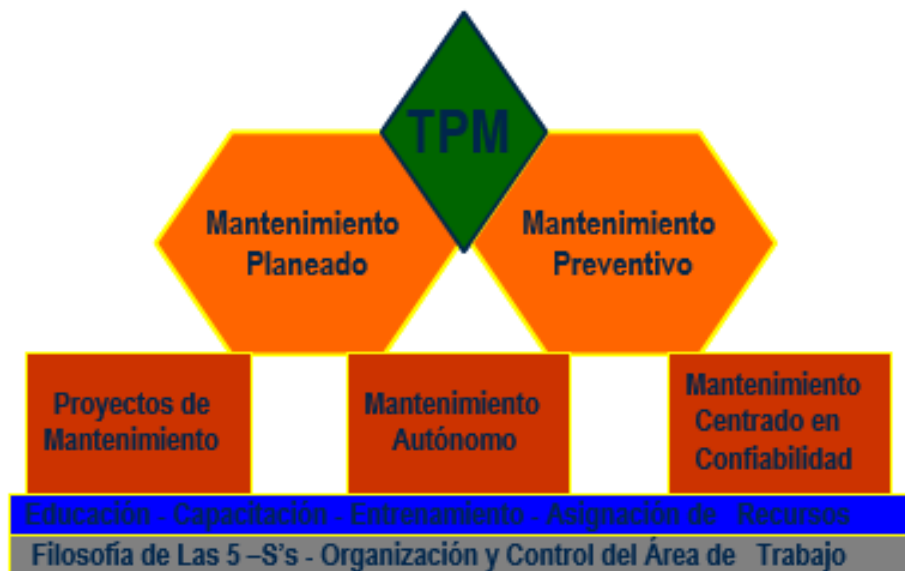 TPM
Mantenimiento
Planeado
Mantenimiento
Preventivo
Proyectos de
Mantenimiento
Mantenimiento
Autónomo
Mantenimiento
Centrado en
Confiabilidad
Educación - Capacitación - Entrenamiento - Asignación de Recursos
Filosofía de Las 5 –S's - Organización y Control del Área de Trabajo